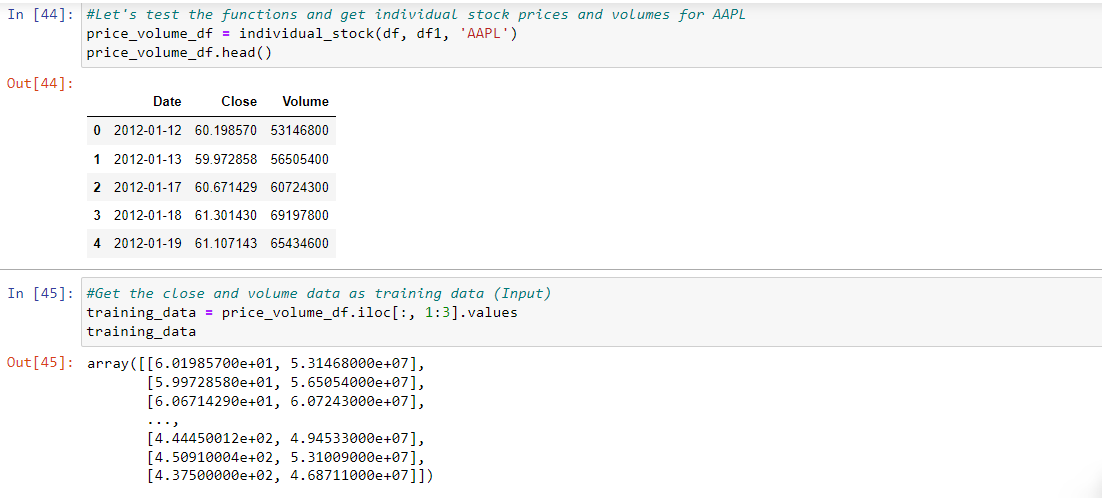 In [44]: #Let's test the functions and get individual stock prices and volumes for AAPL
price_volume_df = individual_stock(df, df1, 'AAPL')
price_volume_df.head()
Out[44]:
Date Close Volume
0 2012-01-12 60.198570 53146800
1 2012-01-13 59.972858 56505400
2 2012-01-17 60.671429 60724300
3 2012-01-18 61.301430 69197800
4 2012-01-19 61.107143 65434600
In [45]: #Get the close and volume data as training data (Input)
training_data = price_volume_df.iloc[:, 1:3].values
training_data
Out[45]: array([[6.01985700e+01, 5.31468000e+07],
[5.99728580e+01, 5.65054000e+07],
[6.06714290e+01, 6.07243000e+07],
...,
[4.44450012e+02, 4.94533000e+07],
[4.50910004e+02, 5.31009000e+07],
[4.37500000e+02, 4.68711000e+07]])